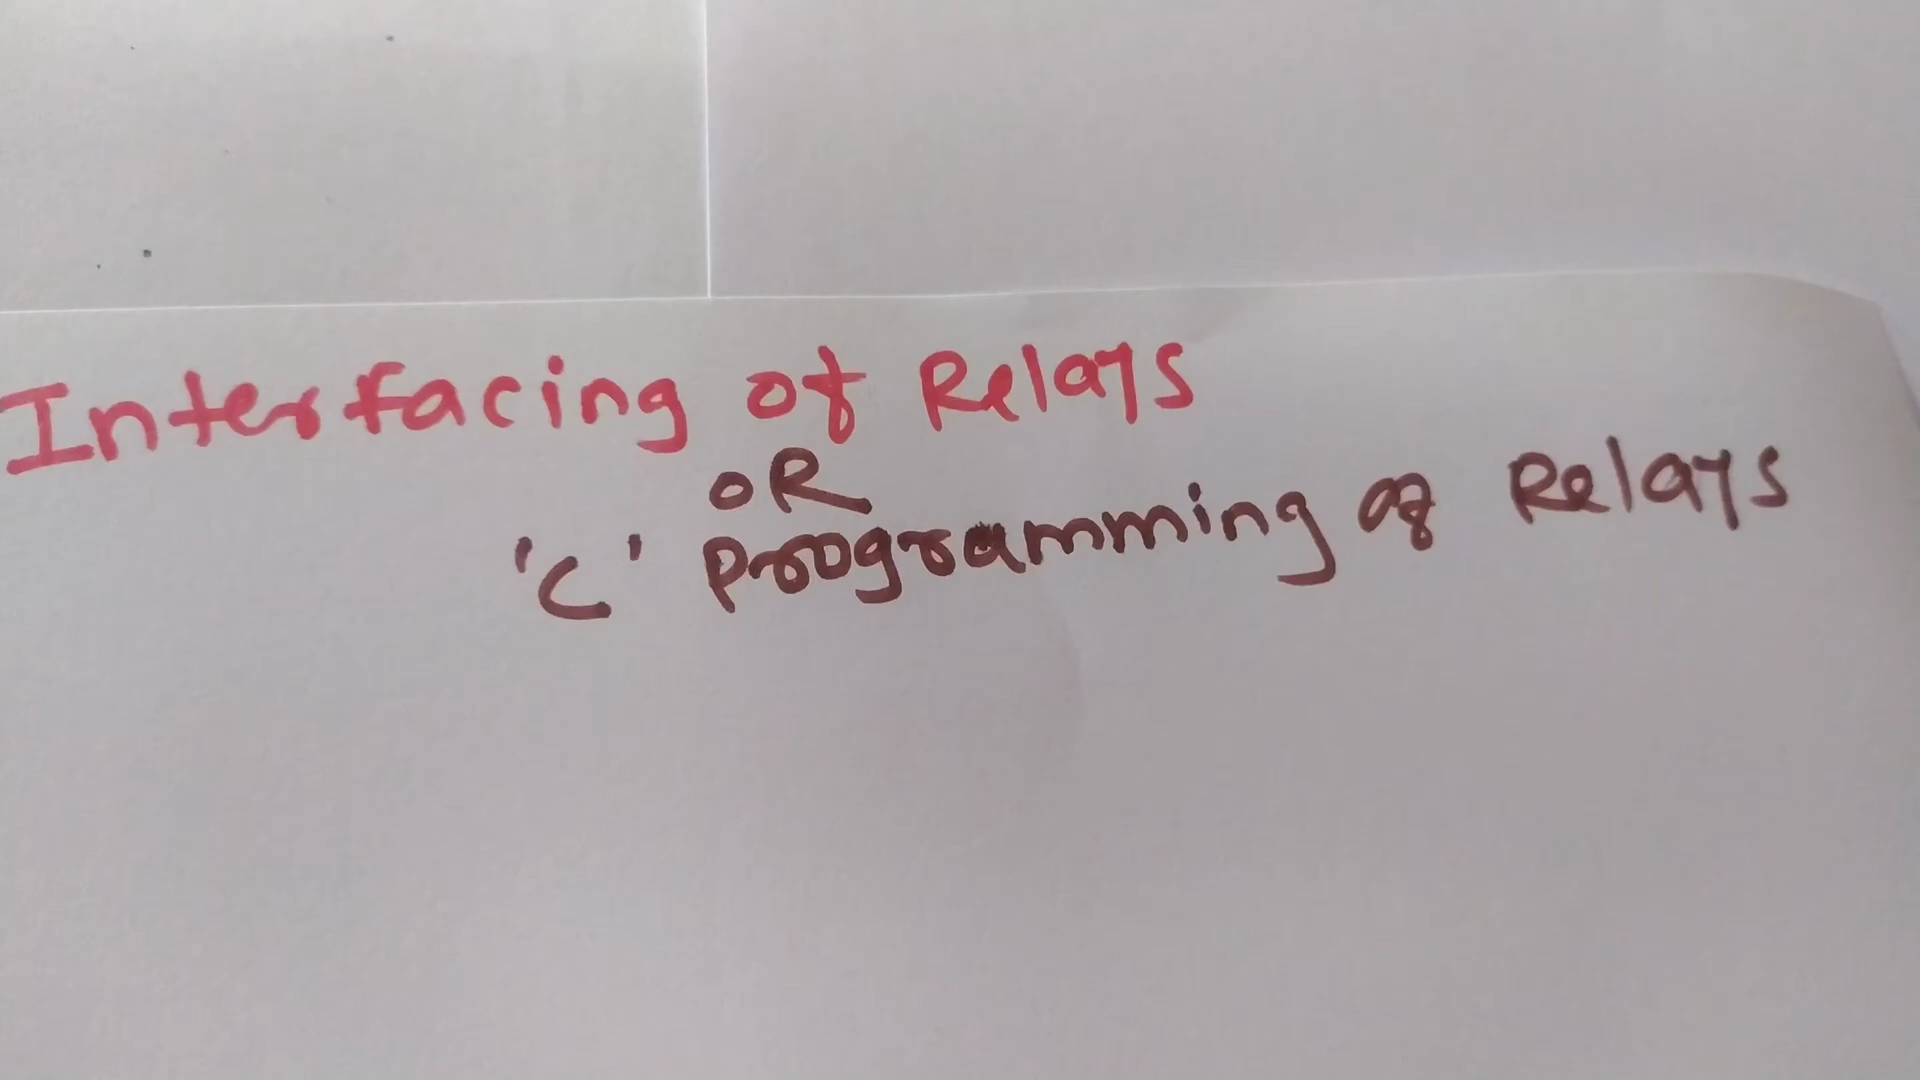 Interfacing of Relays
OR
'C' Programming of Relays